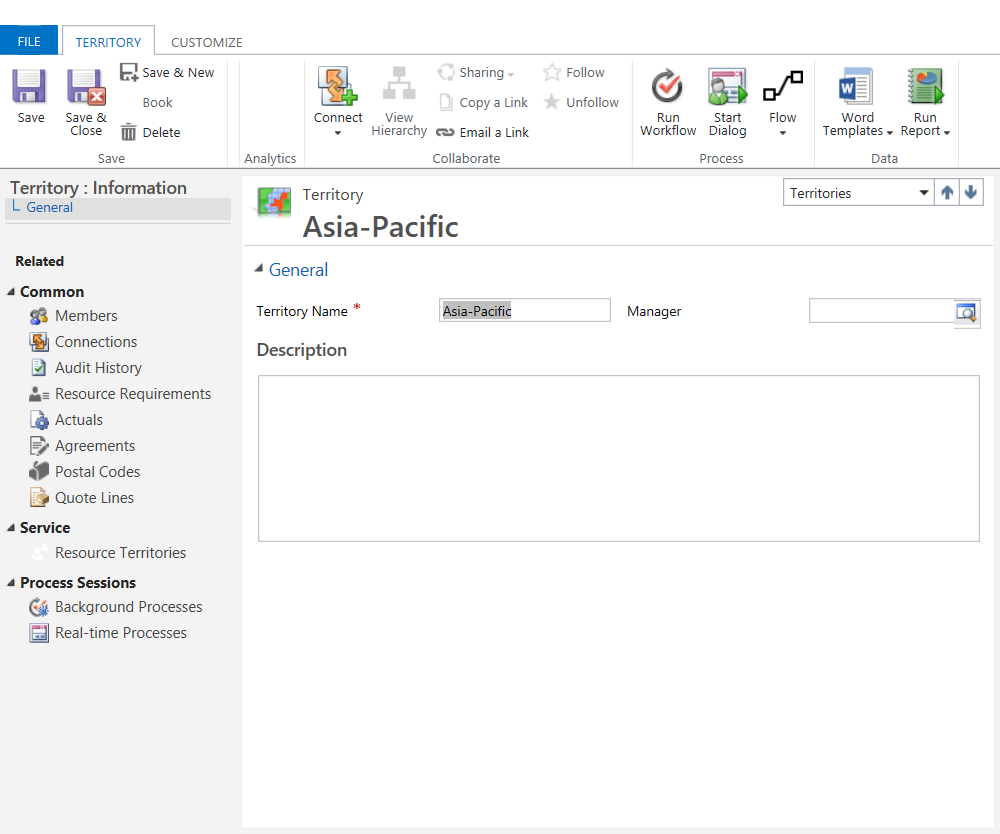 FILE
TERRITORY
CUSTOMIZE
Save
Save & Close
Save & New
Book
Delete
Save
Analytics
Connect
View Hierarchy
Sharing
Copy a Link
Email a Link
Follow
Unfollow
Collaborate
Run Workflow
Start Dialog
Flow
Process
Word Templates
Run Report
Data
Territory : Information
General
Related
Common
Members
Connections
Audit History
Resource Requirements
Actuals
Agreements
Postal Codes
Quote Lines
Service
Resource Territories
Process Sessions
Background Processes
Real-time Processes
Territory
Asia-Pacific
Territories
General
Territory Name *
Asia-Pacific
Manager
Description